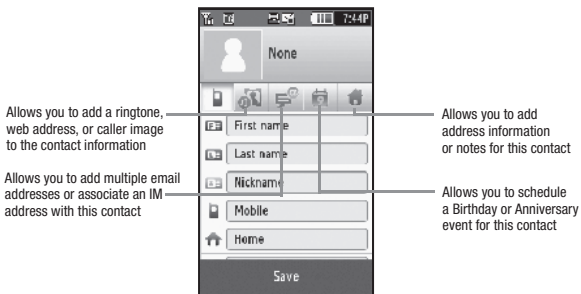 7:44P
None
Allows you to add a ringtone,
web address, or caller image
to the contact information
Allows you to add multiple email
addresses or associate an IM
address with this contact
First name
Last name
Nickname
Mobile
Home
Save
Allows you to add
address information
or notes for this contact
Allows you to schedule
a Birthday or Anniversary
event for this contact